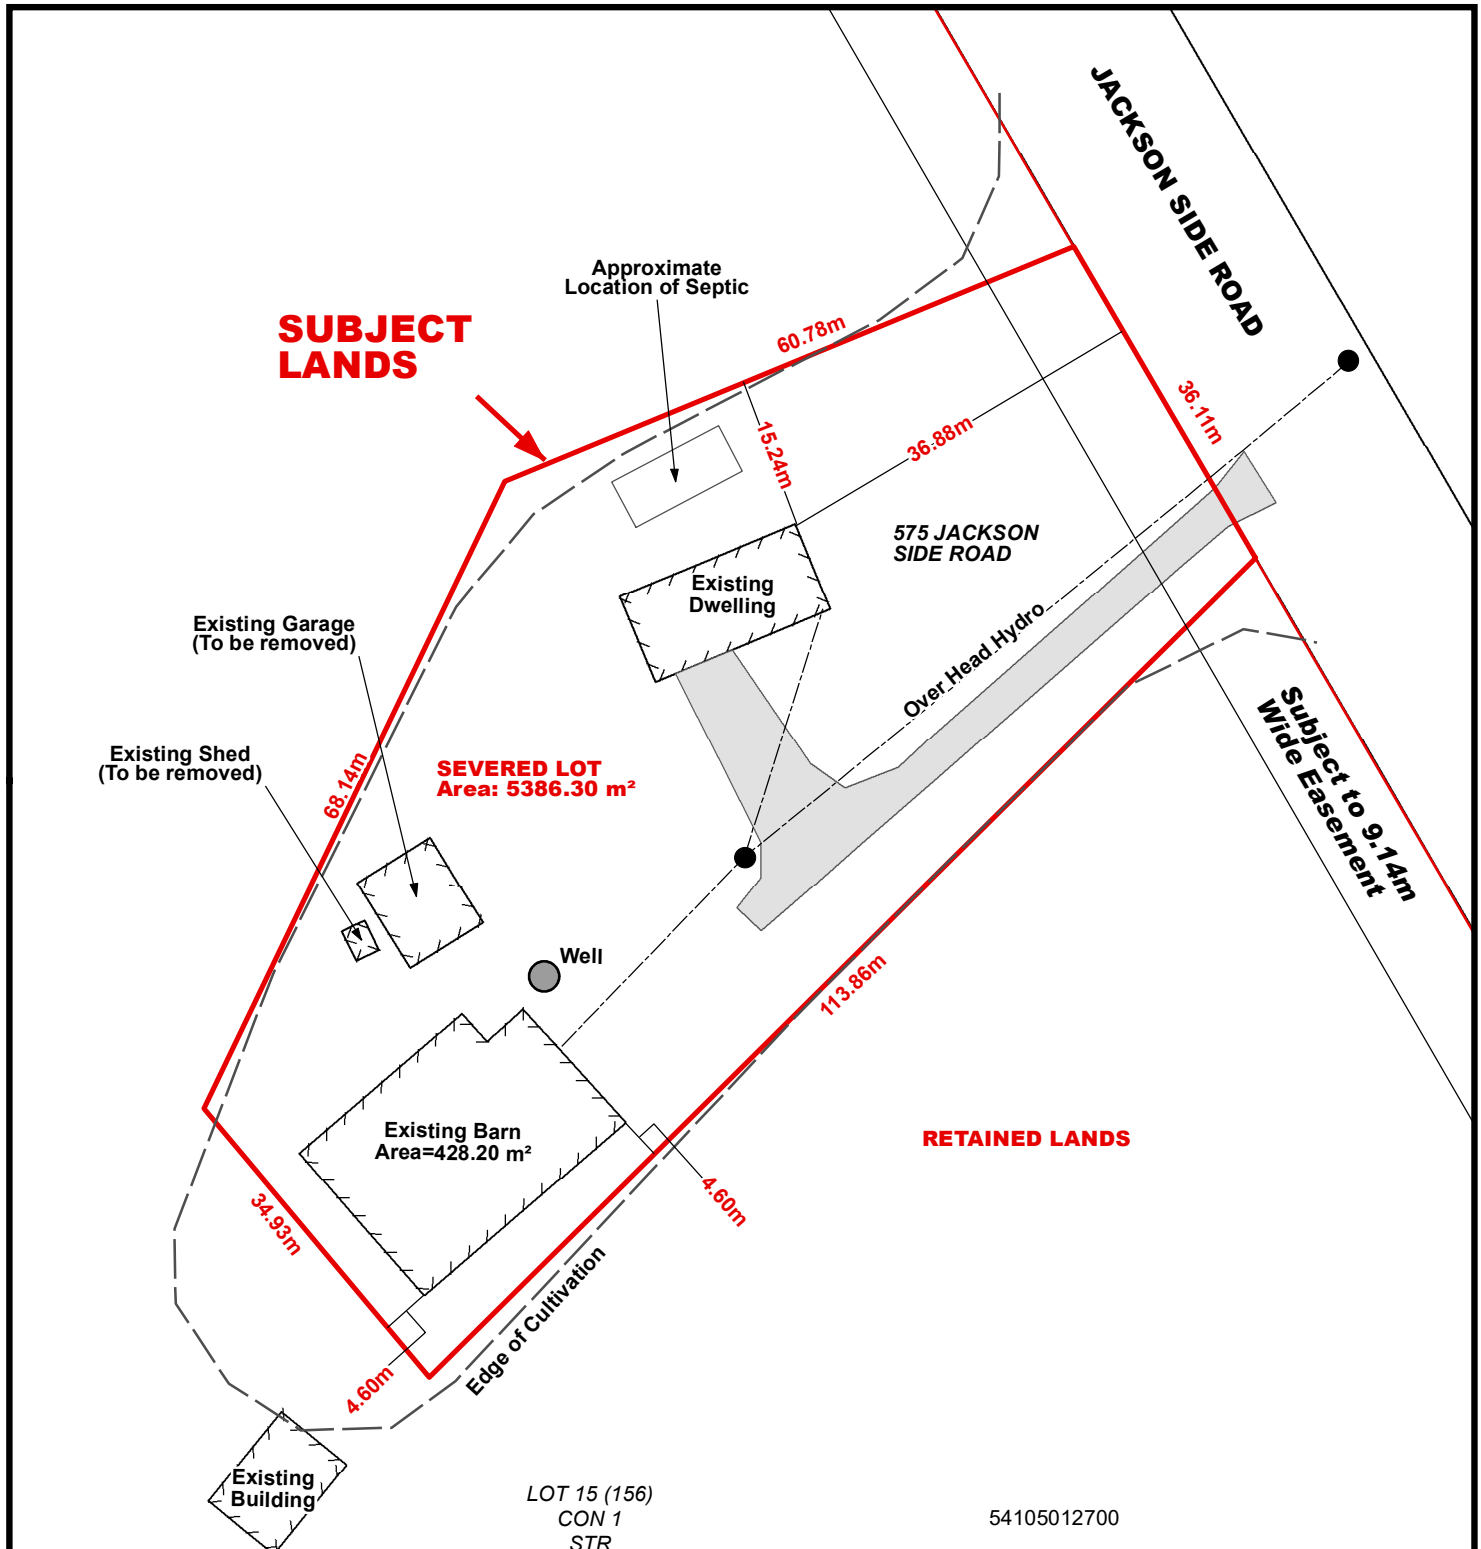 JACKSON SIDE ROAD
Approximate
Location of Septic
SUBJECT
LANDS
60.78m
36.11m
15.24m
36.88m
575 JACKSON
SIDE ROAD
Existing
Dwelling
Existing Garage
(To be removed)
Over Head Hydro
Existing Shed
(To be removed)
68.14m
SEVERED LOT
Area: 5386.30 m²
Subject to 9.14m
Wide Easement
Well
113.86m
Existing Barn
Area=428.20 m²
RETAINED LANDS
34.93m
4.60m
Edge of Cultivation
4.60m
Existing
Building
LOT 15 (156)
CON 1
STR
54105012700